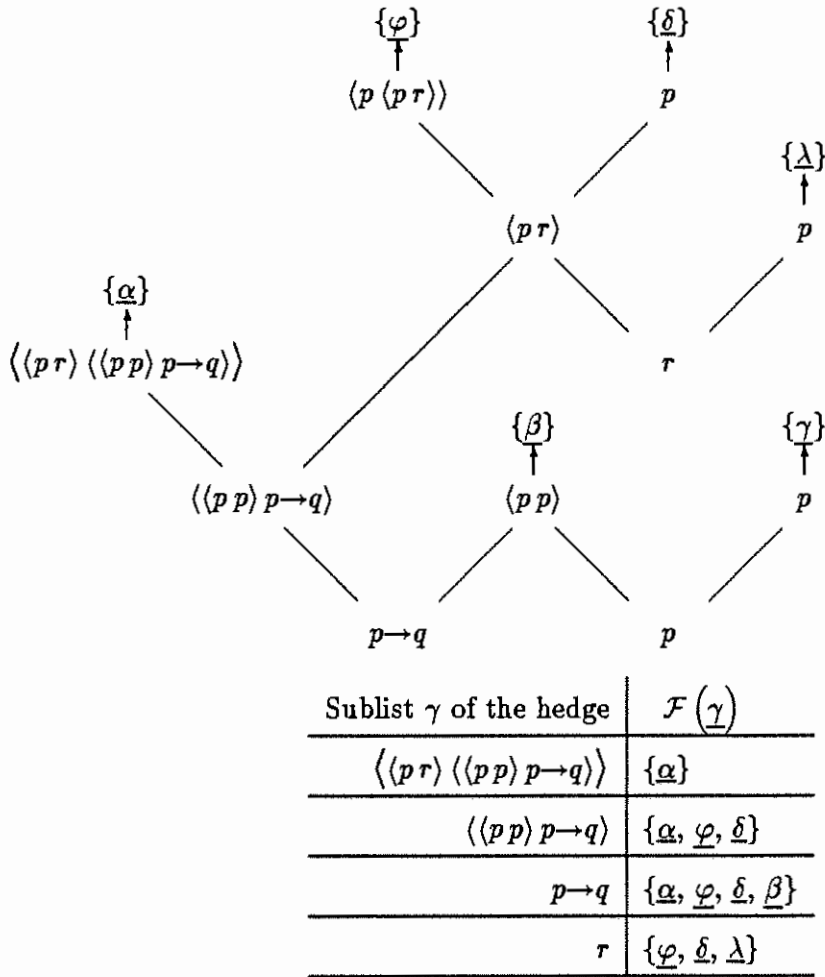 {φ} {δ}
⟨p ⟨p r⟩⟩ p
{λ}
⟨p r⟩ p
{α}
⟨⟨p r⟩ ⟨⟨p p⟩ p→q⟩⟩ r
{β} {γ}
⟨⟨p p⟩ p→q⟩ ⟨p p⟩ p
p→q p
Sublist γ of the hedge F(γ)
⟨⟨p r⟩ ⟨⟨p p⟩ p→q⟩⟩ {α}
⟨⟨p p⟩ p→q⟩ {α, φ, δ}
p→q {α, φ, δ, β}
r {φ, δ, λ}